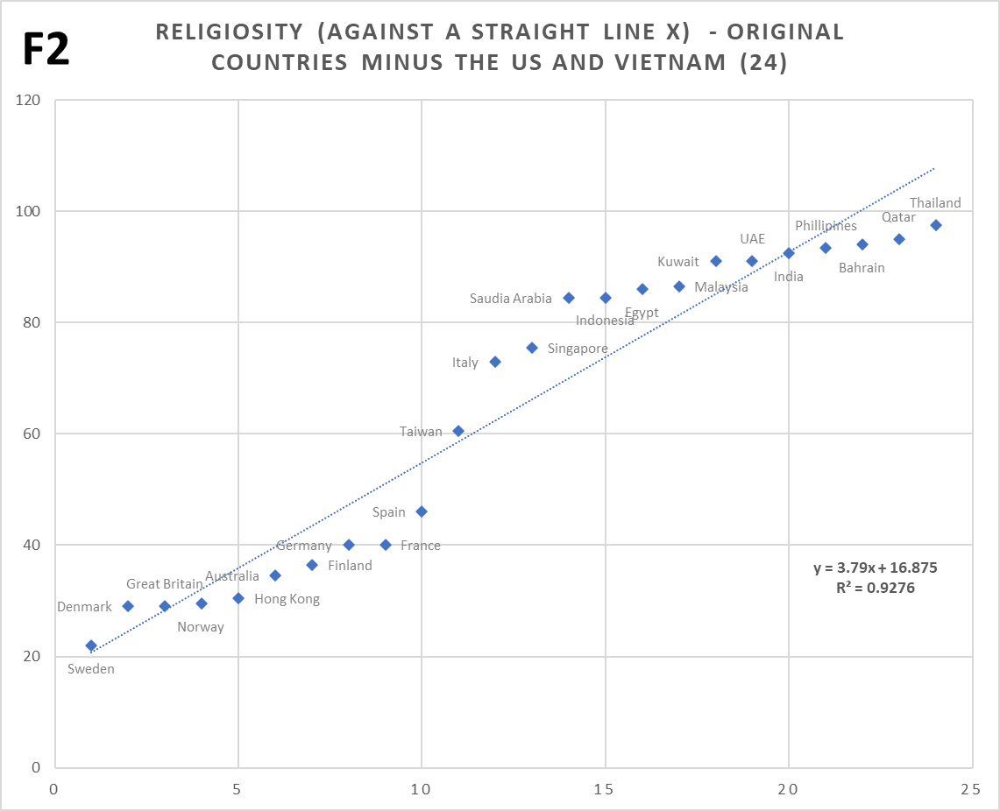 F2
RELIGIOSITY (AGAINST A STRAIGHT LINE X) - ORIGINAL
COUNTRIES MINUS THE US AND VIETNAM (24)
120
100
80
60
40
20
0
0
5
10
15
20
25
Sweden
Denmark
Great Britain
Norway
Hong Kong
Australia
Finland
Germany
France
Spain
Taiwan
Italy
Singapore
Saudia Arabia
Indonesia
Egypt
Malaysia
Kuwait
UAE
India
Phillipines
Bahrain
Qatar
Thailand
y = 3.79x + 16.875
R² = 0.9276